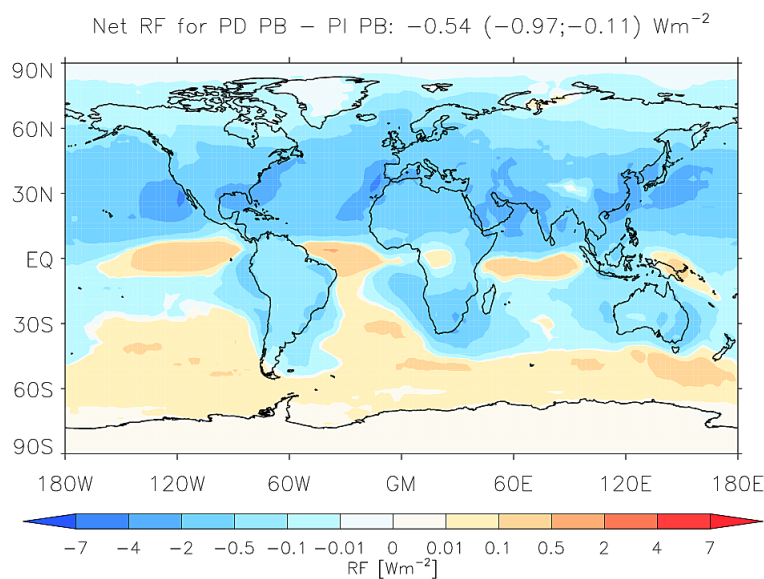 Net RF for PD PB − PI PB: −0.54 (−0.97;−0.11) Wm⁻²
90N
60N
30N
EQ
30S
60S
90S
180W 120W 60W GM 60E 120E 180E
−7 −4 −2 −0.5 −0.1 −0.01 0 0.01 0.1 0.5 2 4 7
RF [Wm⁻²]